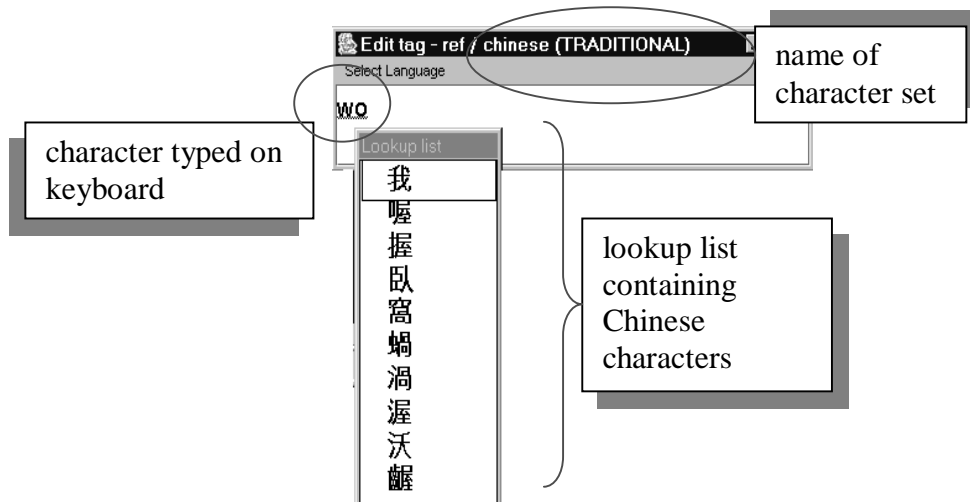 Edit tag - ref / chinese (TRADITIONAL)
Select Language
wo
Lookup list
我
喔
握
臥
窩
蝸
渦
渥
沃
齷
name of
character set
character typed on
keyboard
lookup list
containing
Chinese
characters